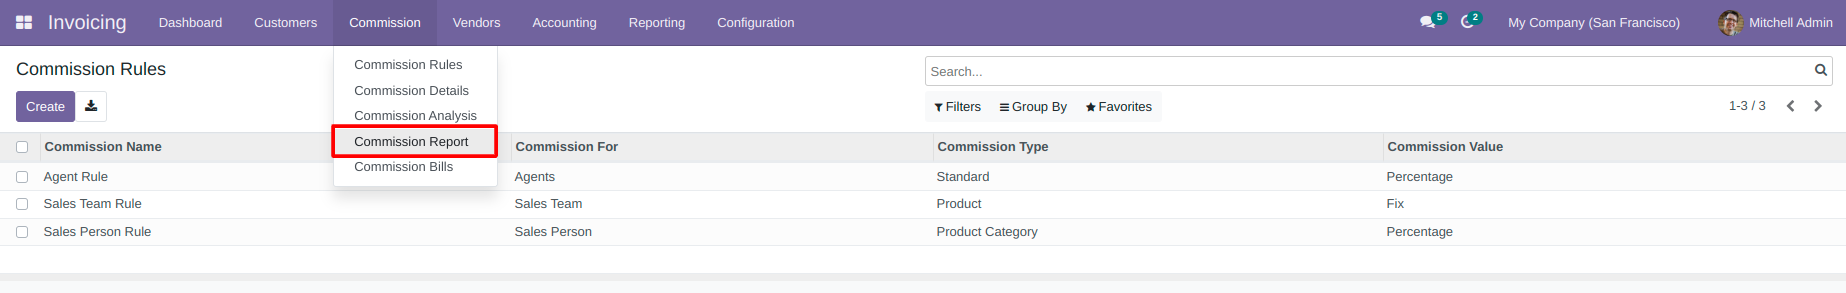 Invoicing Dashboard Customers Commission Vendors Accounting Reporting Configuration 5 2 My Company (San Francisco) Mitchell Admin
Commission Rules
Commission Details
Commission Analysis
Commission Report
Commission Bills
Commission Rules
Search...
Create
Filters Group By Favorites 1-3 / 3
Commission Name Commission For Commission Type Commission Value
Agent Rule Agents Standard Percentage
Sales Team Rule Sales Team Product Fix
Sales Person Rule Sales Person Product Category Percentage